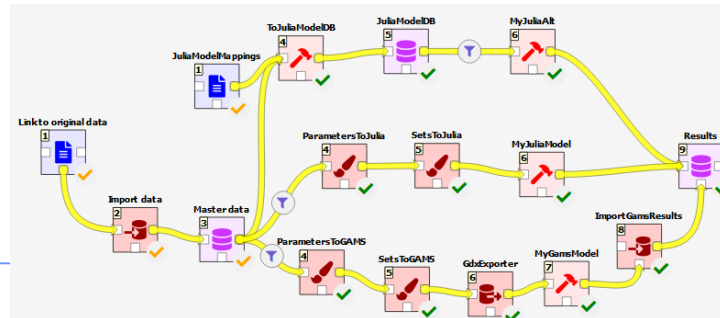 ToJuliaModelDB
JuliaModelDB
MyJuliaAlt
4
5
6
JuliaModelMappings
1
Link to original data
1
ParametersToJulia
SetsToJulia
Results
4
5
6
MyJuliaModel
9
Import data
2
Master data
3
ImportGamsResults
8
ParametersToGAMS
4
SetsToGAMS
5
GdxExporter
6
MyGamsModel
7